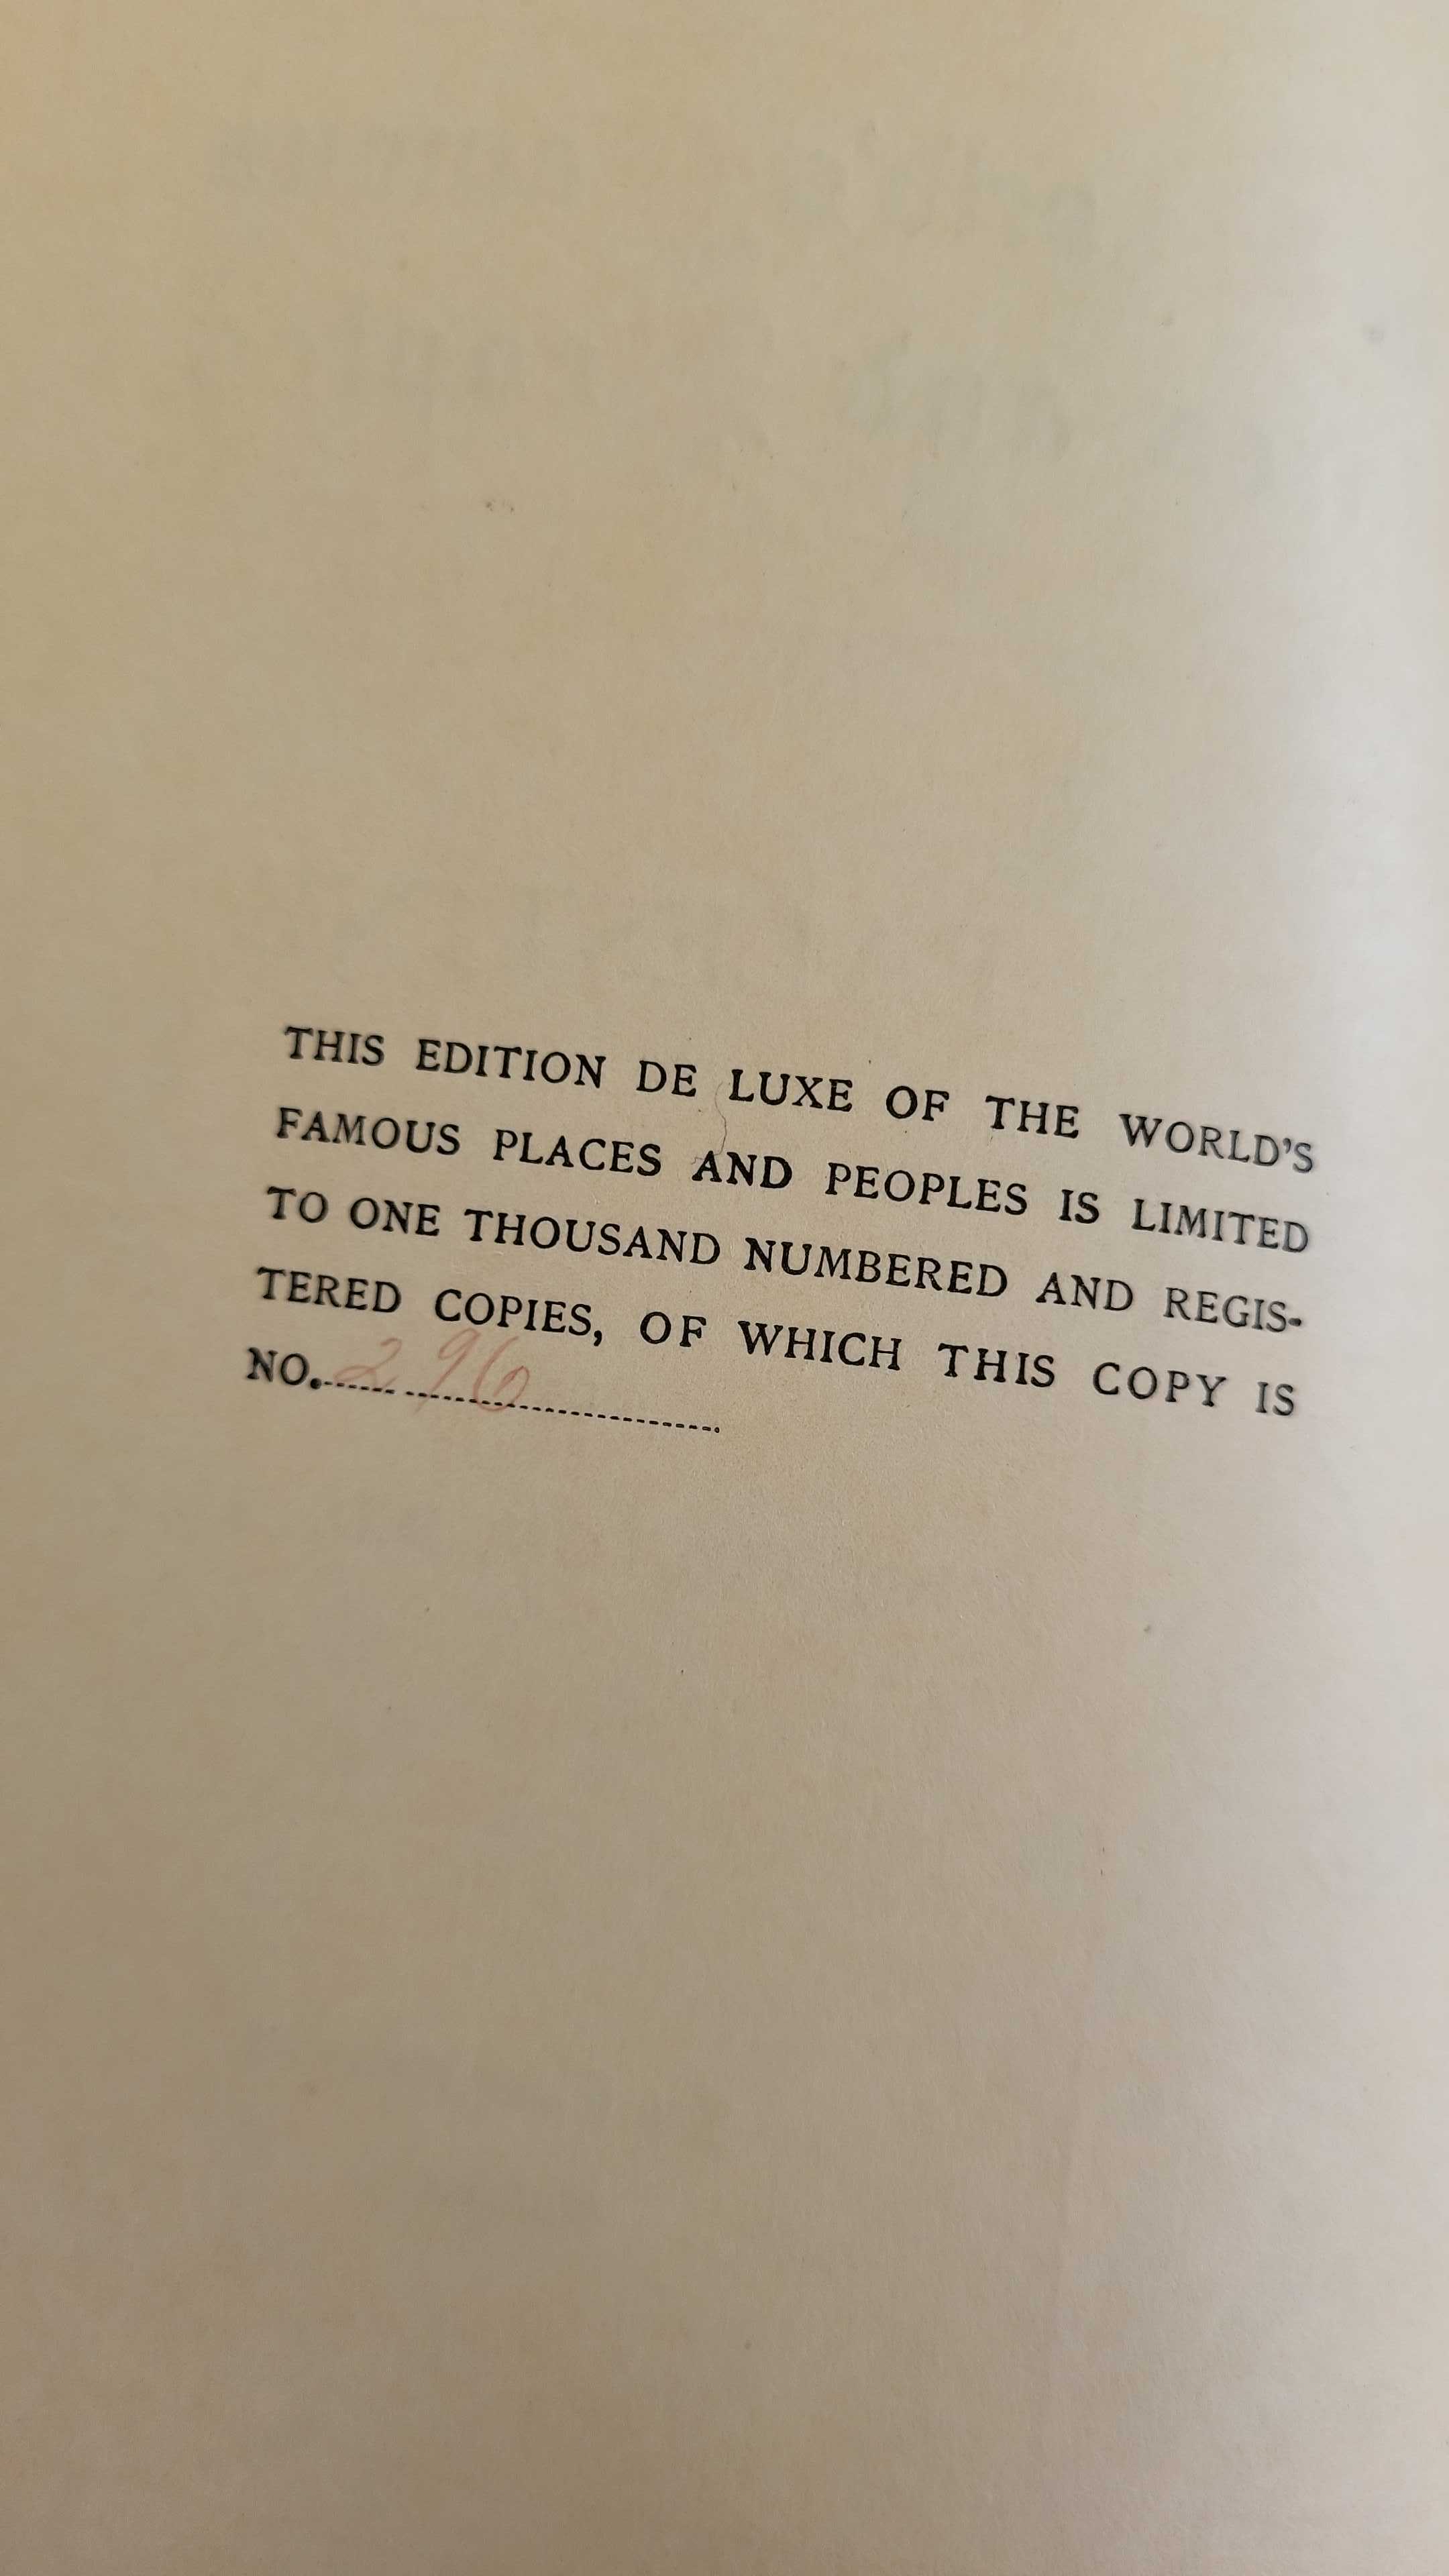 THIS EDITION DE LUXE OF THE WORLD'S
FAMOUS PLACES AND PEOPLES IS LIMITED
TO ONE THOUSAND NUMBERED AND REGIS-
TERED COPIES, OF WHICH THIS COPY IS
NO. 296